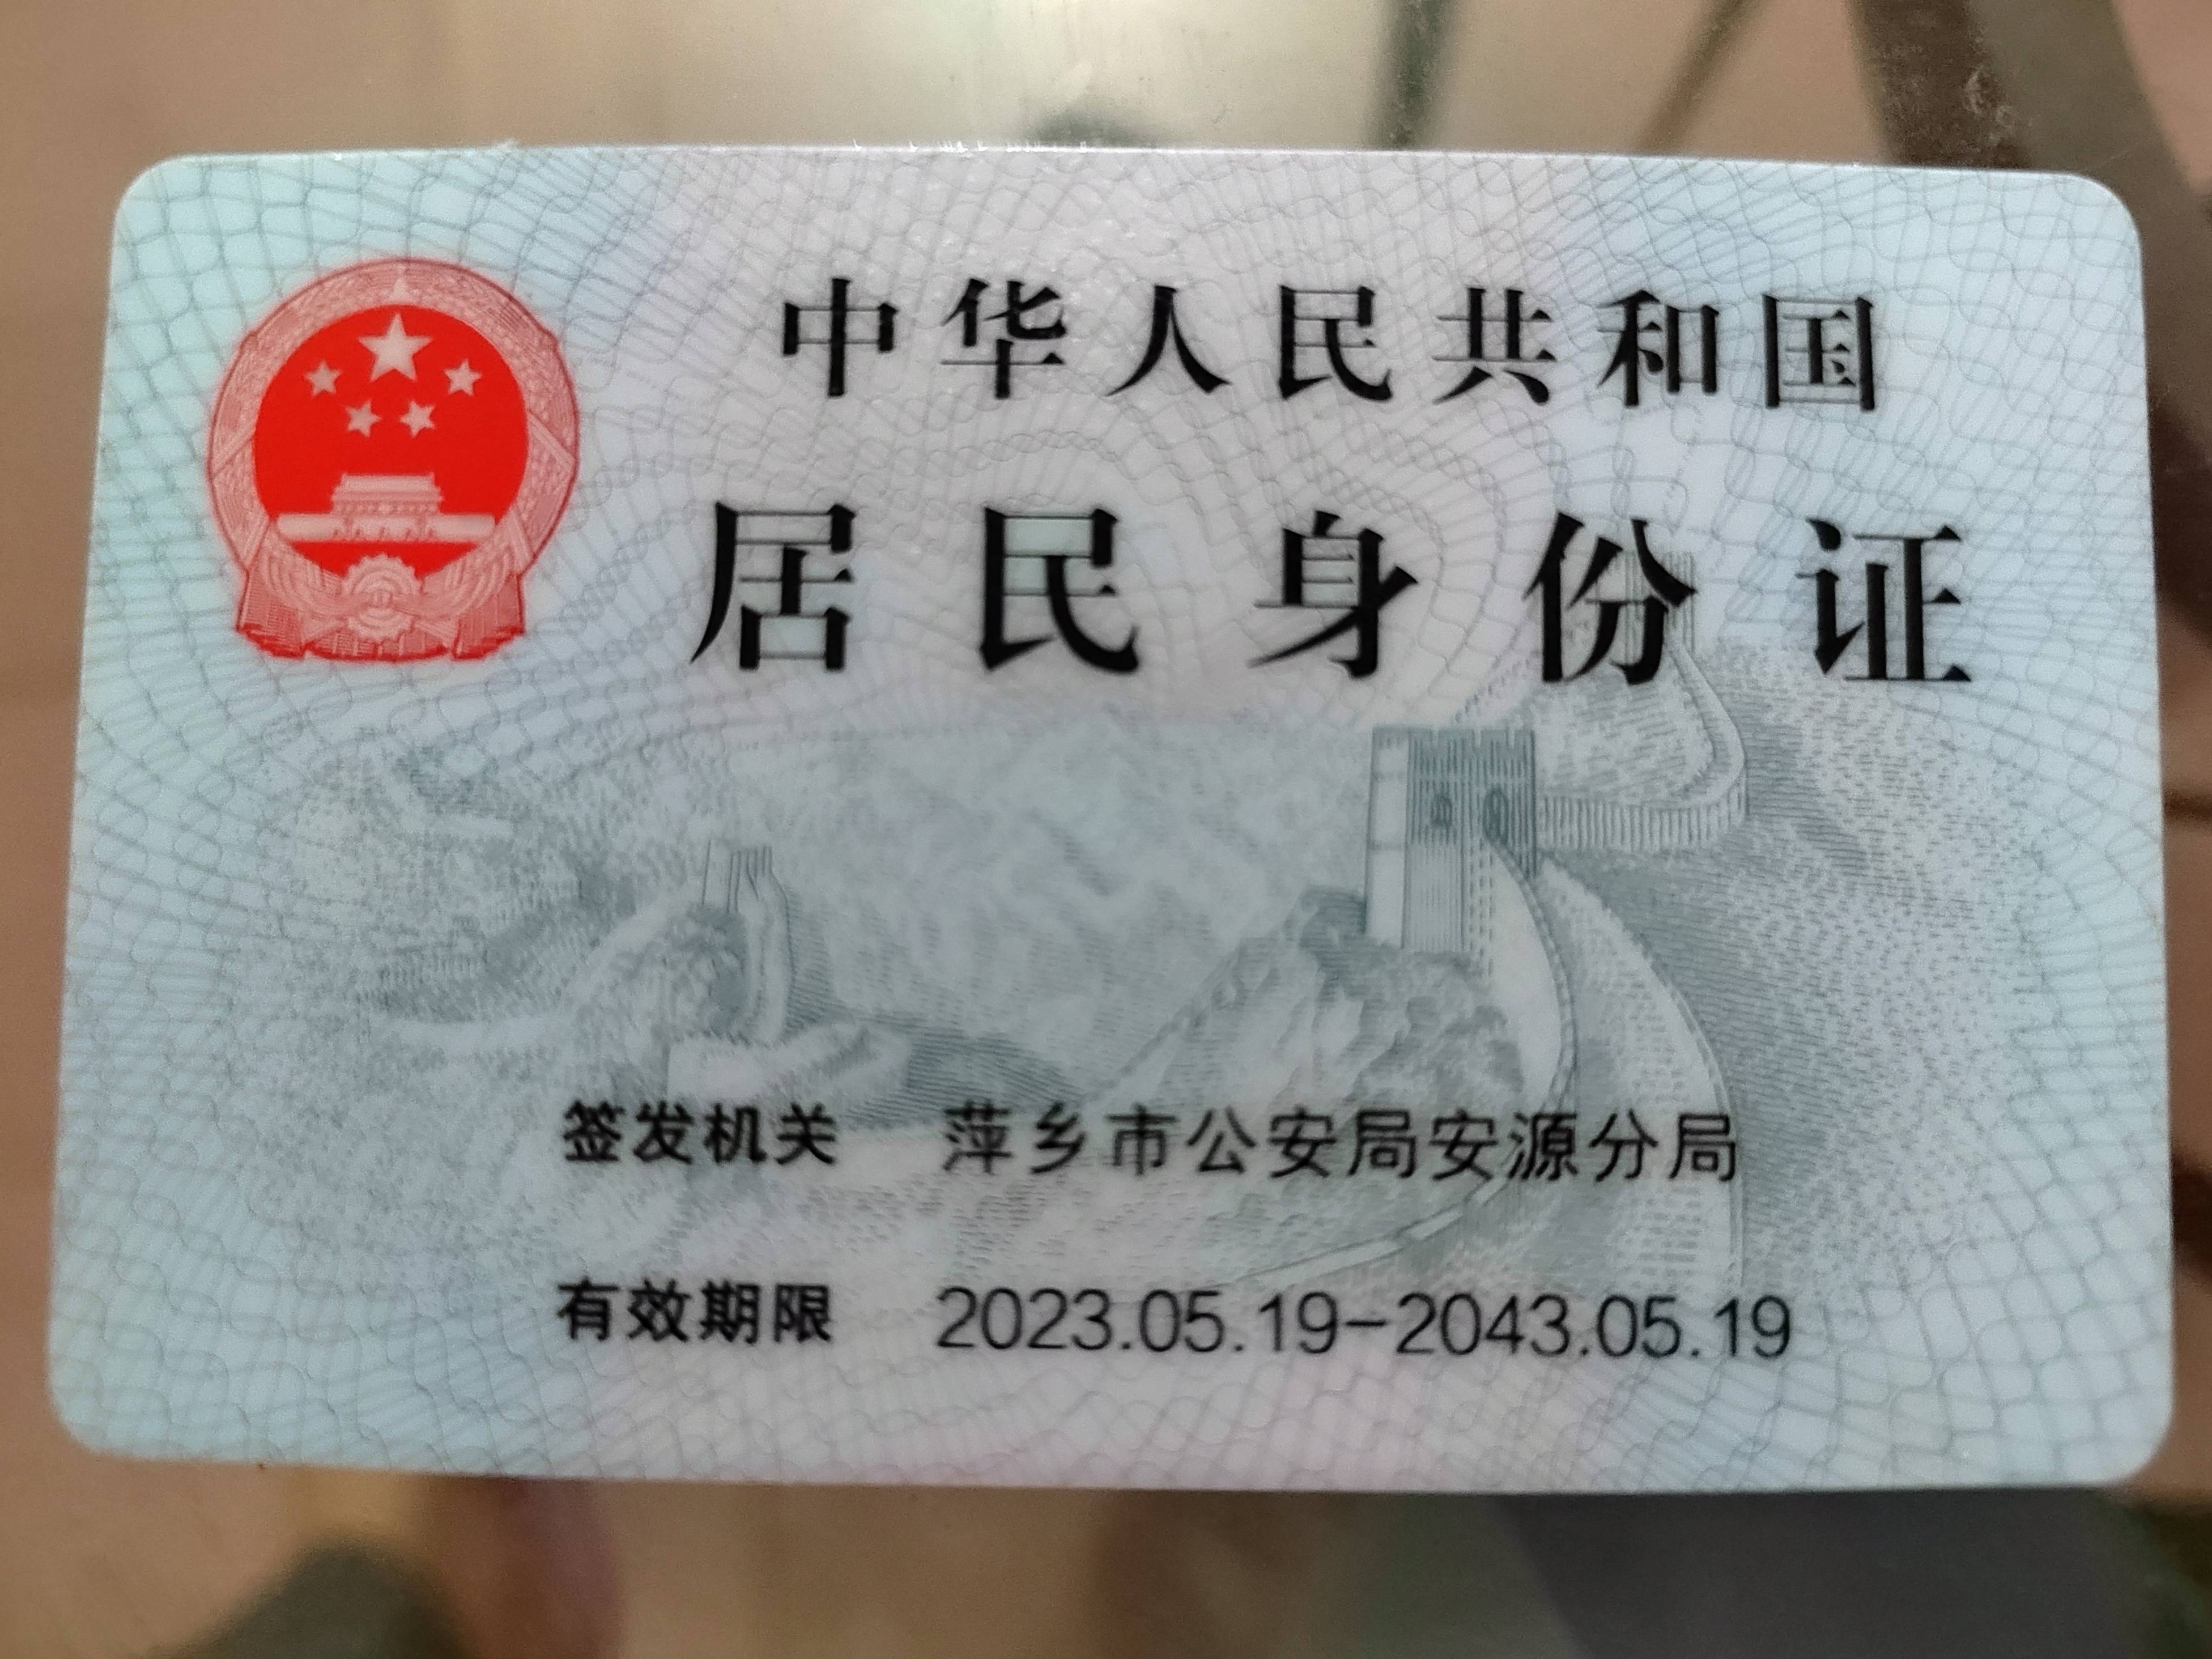 中华人民共和国
居民身份证
签发机关 萍乡市公安局安源分局
有效期限 2023.05.19-2043.05.19